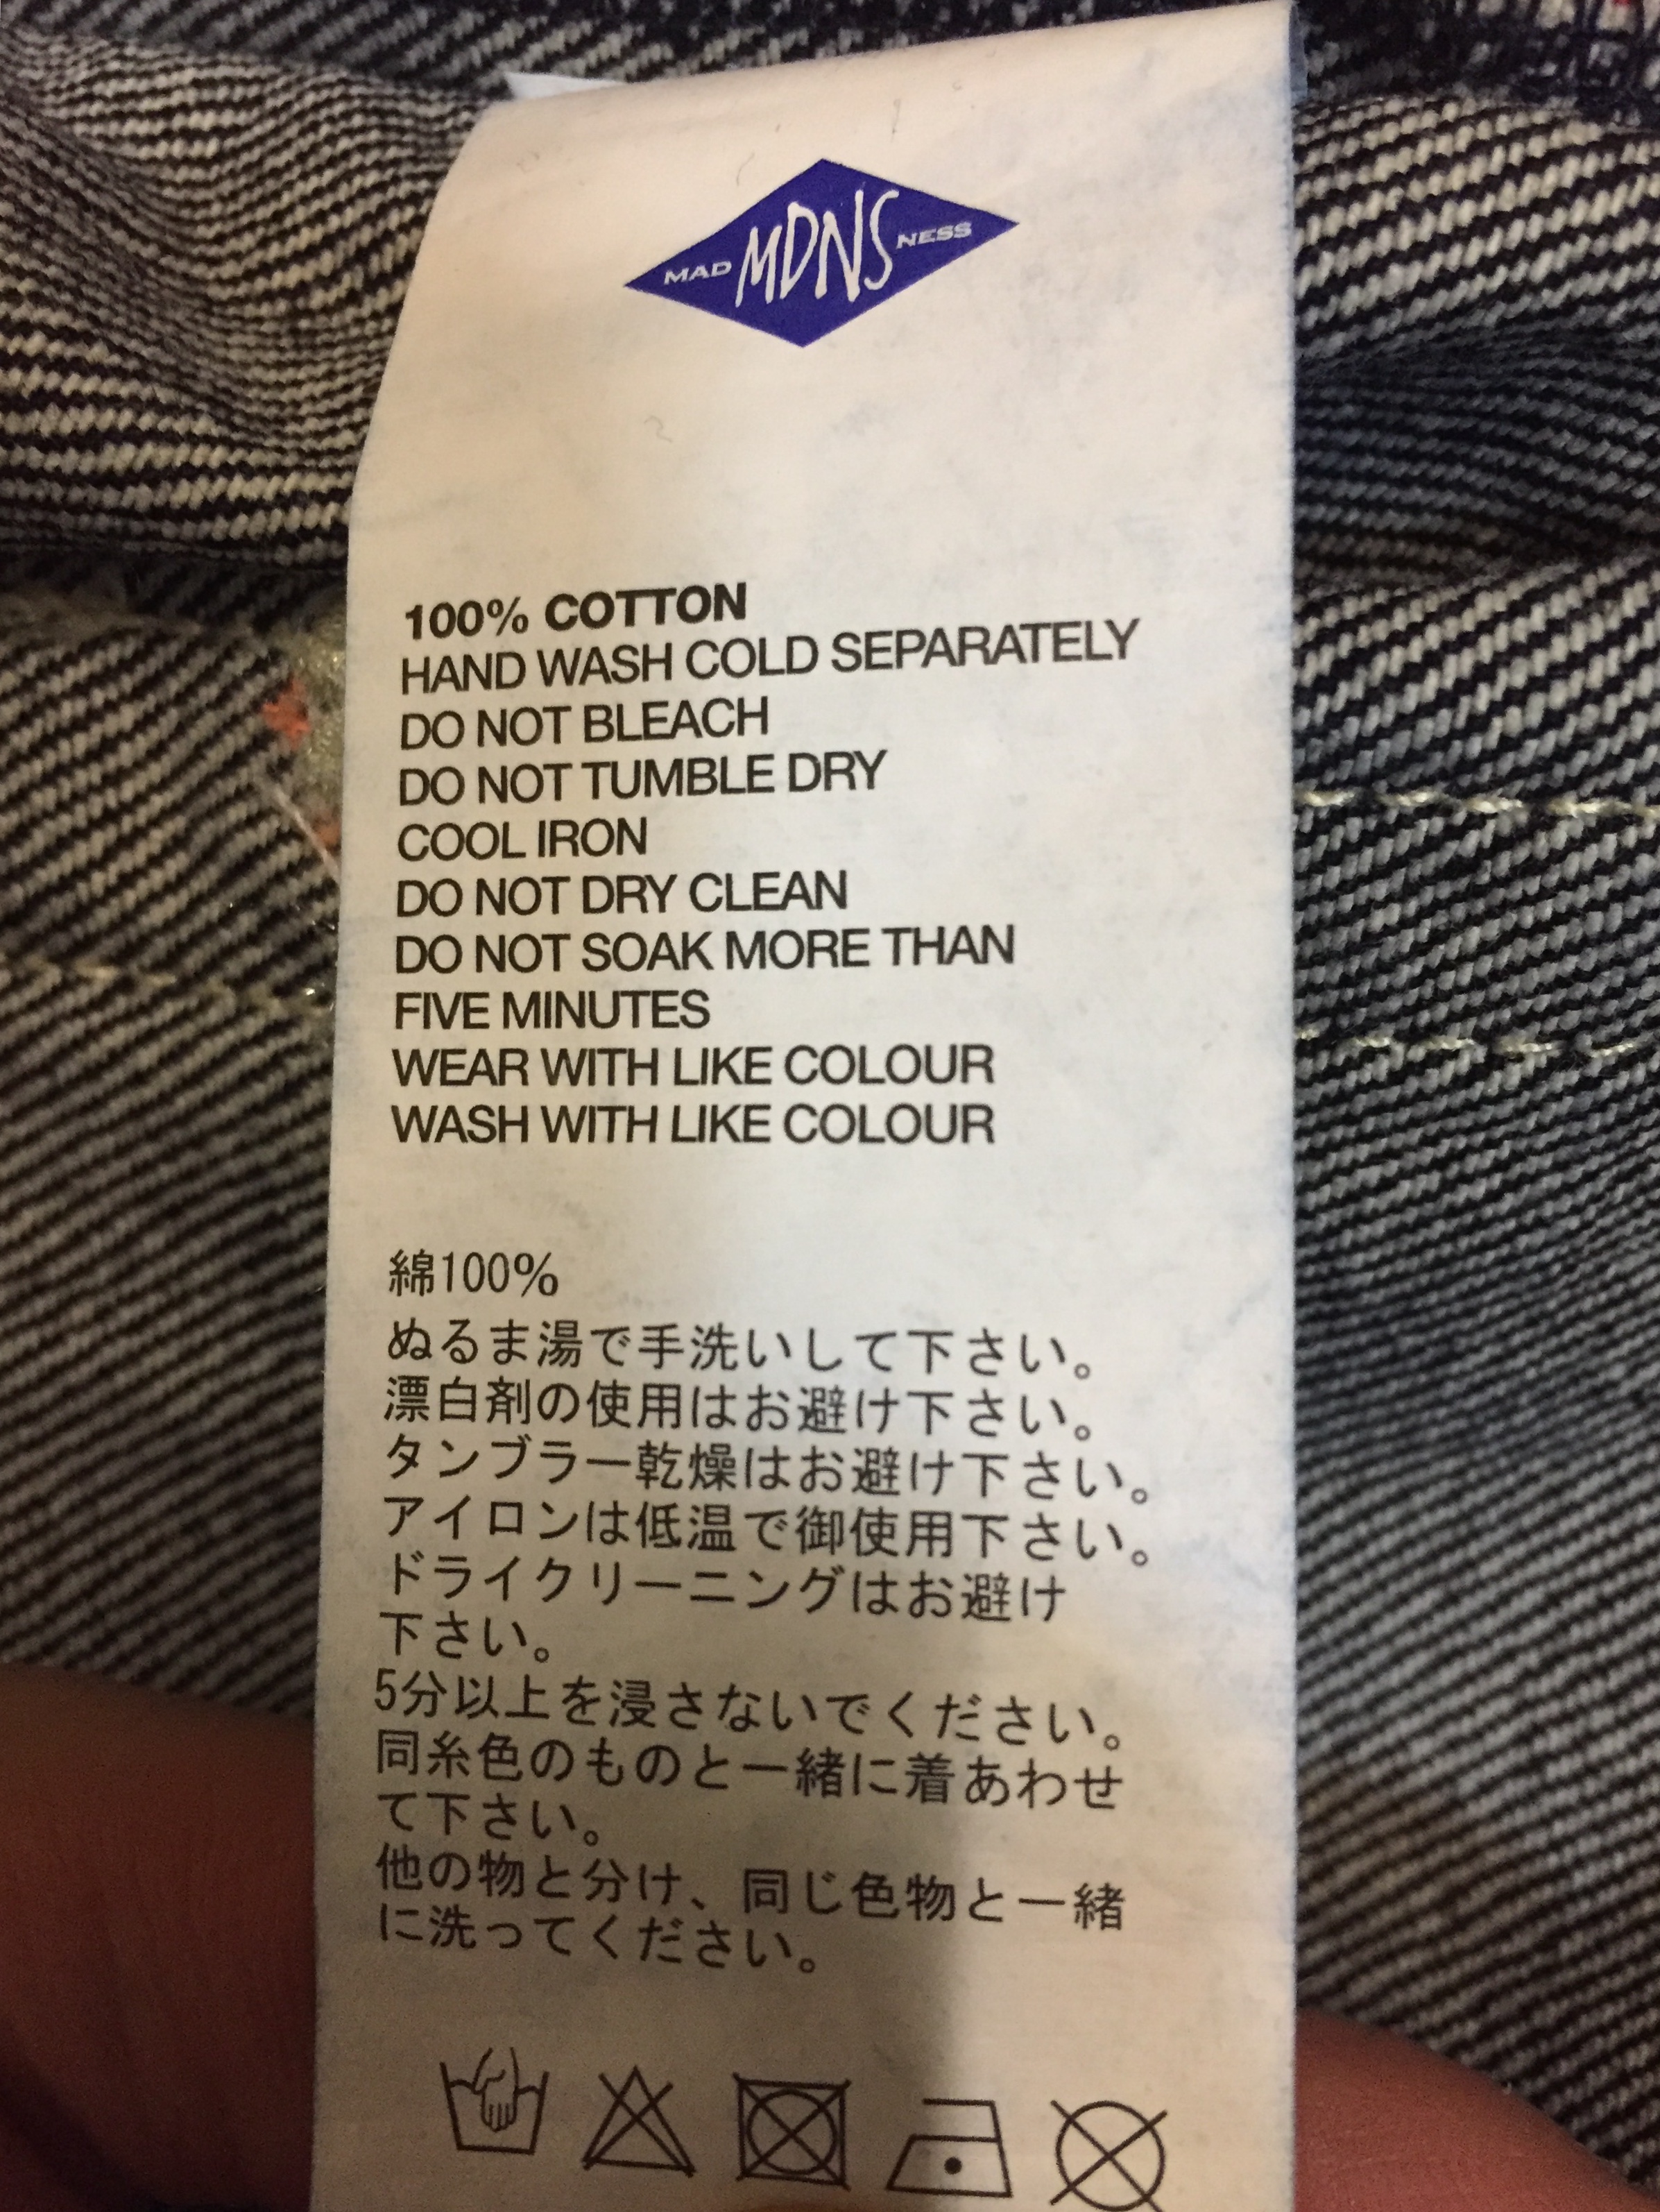 MAD MDNS NESS
100% COTTON
HAND WASH COLD SEPARATELY
DO NOT BLEACH
DO NOT TUMBLE DRY
COOL IRON
DO NOT DRY CLEAN
DO NOT SOAK MORE THAN
FIVE MINUTES
WEAR WITH LIKE COLOUR
WASH WITH LIKE COLOUR
綿100%
ぬるま湯で手洗いして下さい。
漂白剤の使用はお避け下さい。
タンブラー乾燥はお避け下さい。
アイロンは低温で御使用下さい。
ドライクリーニングはお避け
下さい。
5分以上を浸さないでください。
同糸色のものと一緒に着あわせ
て下さい。
他の物と分け、同じ色物と一緒
に洗ってください。